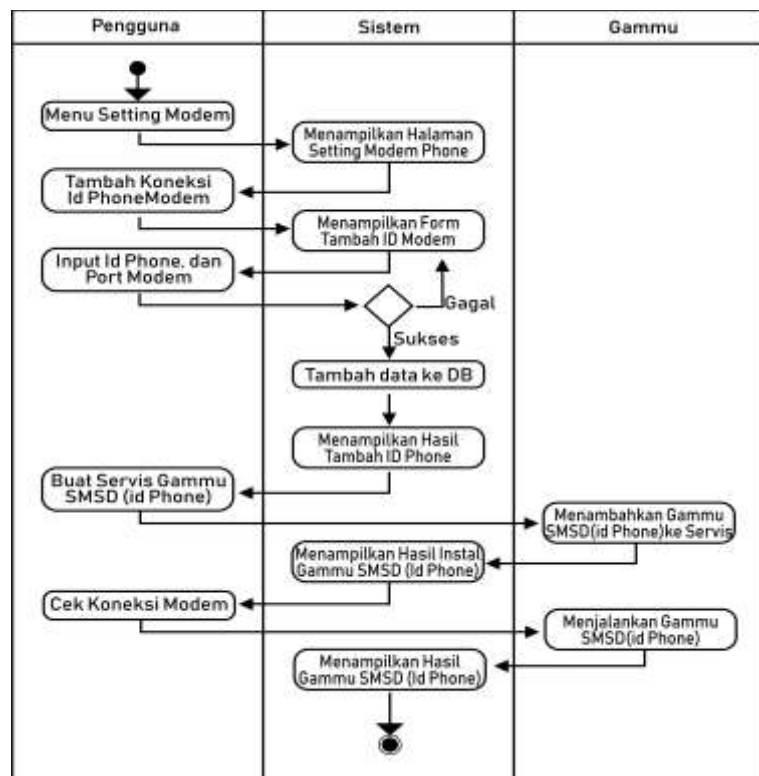 Pengguna
Sistem
Gammu
Menu Setting Modem
Menampilkan Halaman
Setting Modem Phone
Tambah Koneksi
Id PhoneModem
Menampilkan Form
Tambah ID Modem
Input Id Phone, dan
Port Modem
Gagal
Sukses
Tambah data ke DB
Menampilkan Hasil
Tambah ID Phone
Buat Servis Gammu
SMSD (id Phone)
Menambahkan Gammu
SMSD(id Phone)ke Servis
Menampilkan Hasil Instal
Gammu SMSD (Id Phone)
Cek Koneksi Modem
Menjalankan Gammu
SMSD(id Phone)
Menampilkan Hasil
Gammu SMSD (Id Phone)